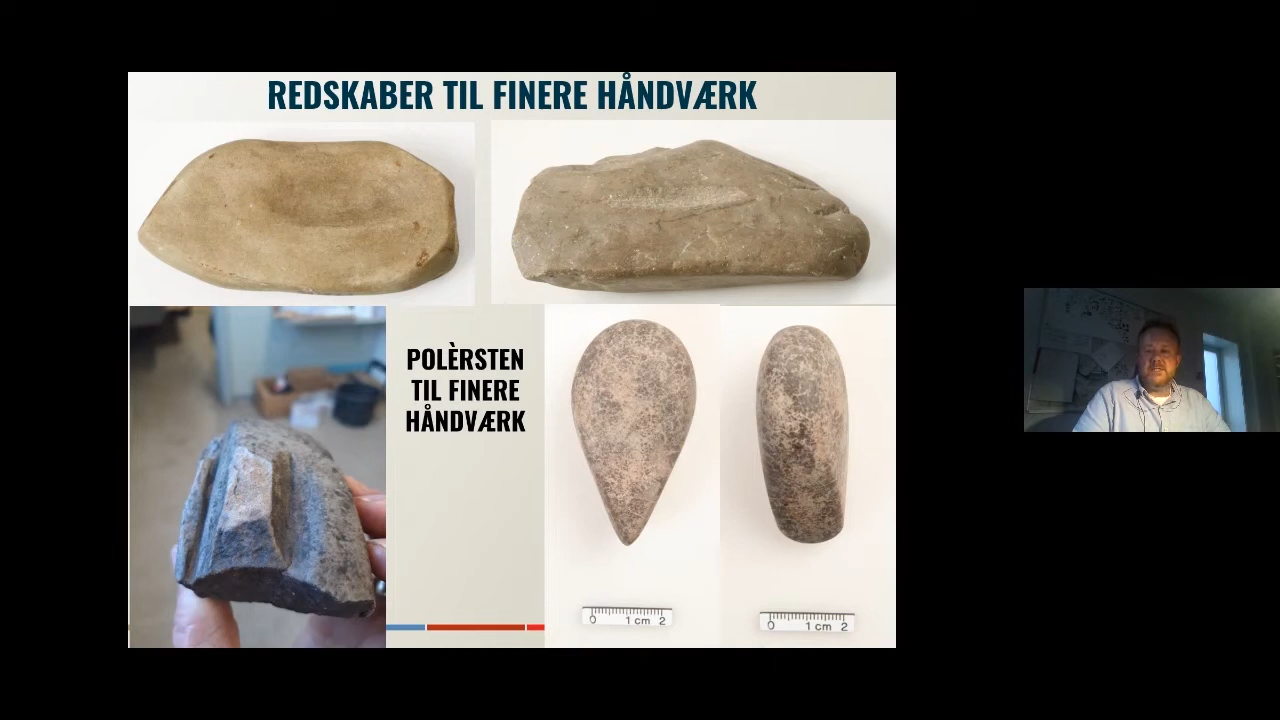 REDSKABER TIL FINERE HÅNDVÆRK
POLÈRSTEN
TIL FINERE
HÅNDVÆRK
0 1 cm 2
0 1 cm 2